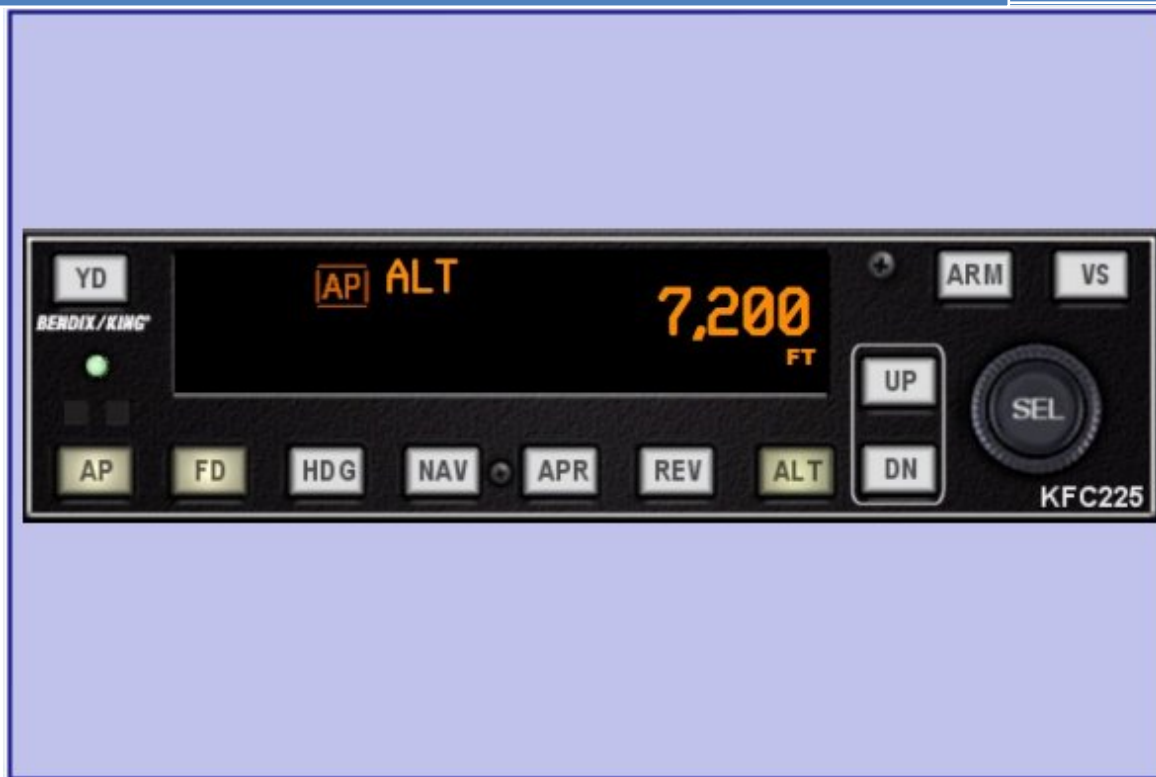 YD
BENDIX/KING®
AP ALT
7,200
FT
ARM VS
UP
SEL
AP FD HDG NAV APR REV ALT DN
KFC225